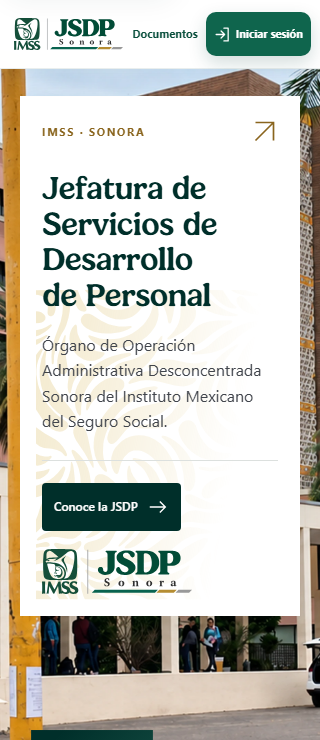 IMSS
JSDP
Sonora
Documentos
Iniciar sesión
IMSS · SONORA
Jefatura de
Servicios de
Desarrollo
de Personal
Órgano de Operación
Administrativa Desconcentrada
Sonora del Instituto Mexicano
del Seguro Social.
Conoce la JSDP
IMSS
JSDP
Sonora